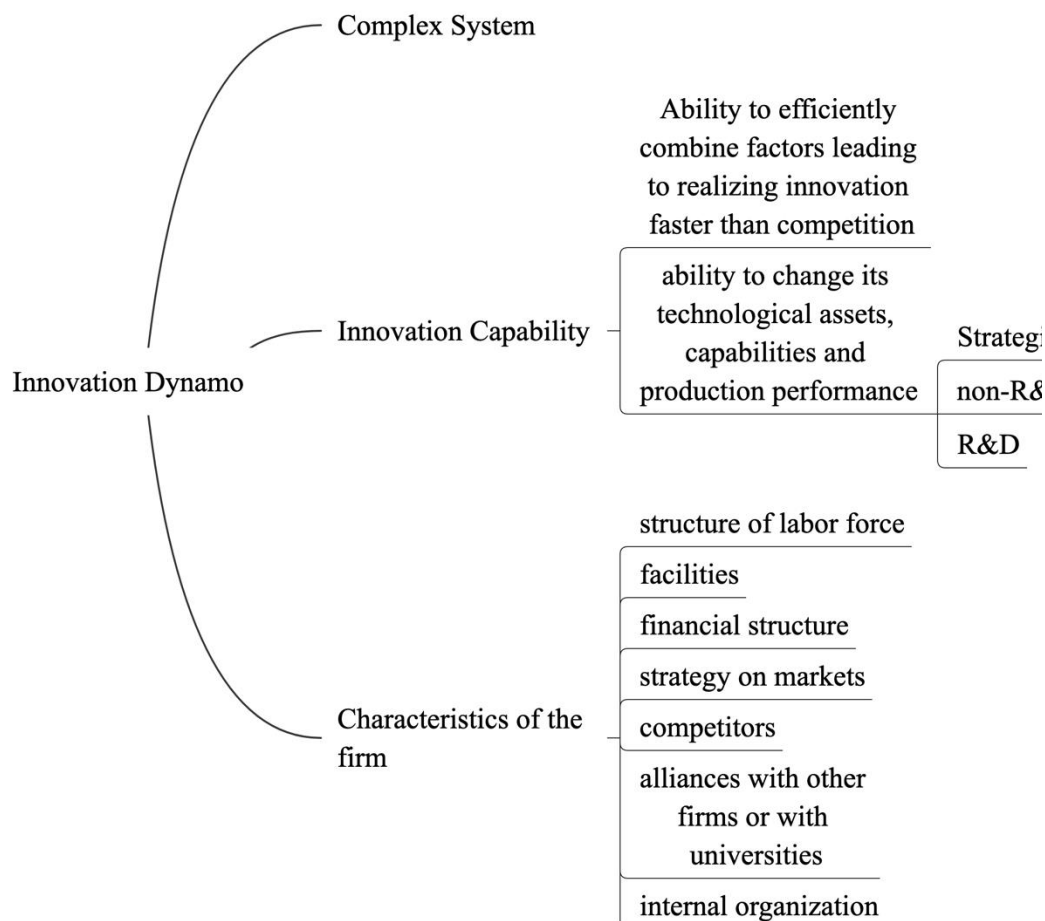 Complex System
Ability to efficiently
combine factors leading
to realizing innovation
faster than competition
ability to change its
technological assets,
capabilities and
production performance
Strategi
non-R&
R&D
Innovation Capability
Innovation Dynamo
structure of labor force
facilities
financial structure
strategy on markets
competitors
alliances with other
firms or with
universities
internal organization
Characteristics of the
firm